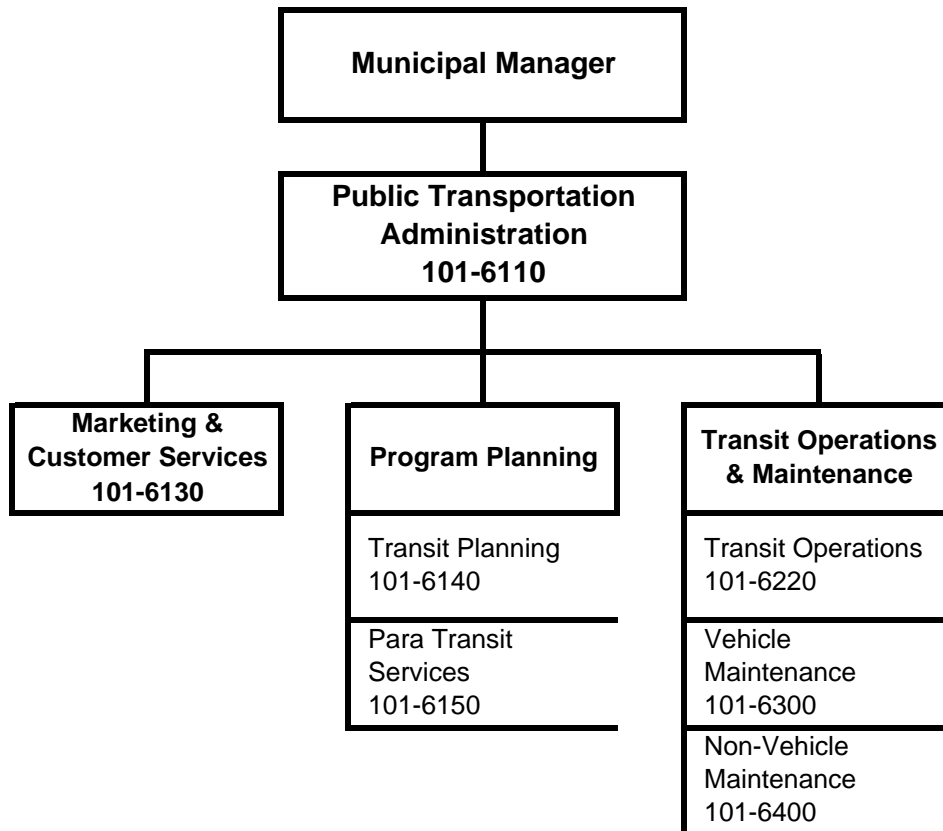 Municipal Manager
Public Transportation
Administration
101-6110
Marketing &
Customer Services
101-6130
Program Planning
Transit Planning
101-6140
Para Transit
Services
101-6150
Transit Operations
& Maintenance
Transit Operations
101-6220
Vehicle
Maintenance
101-6300
Non-Vehicle
Maintenance
101-6400